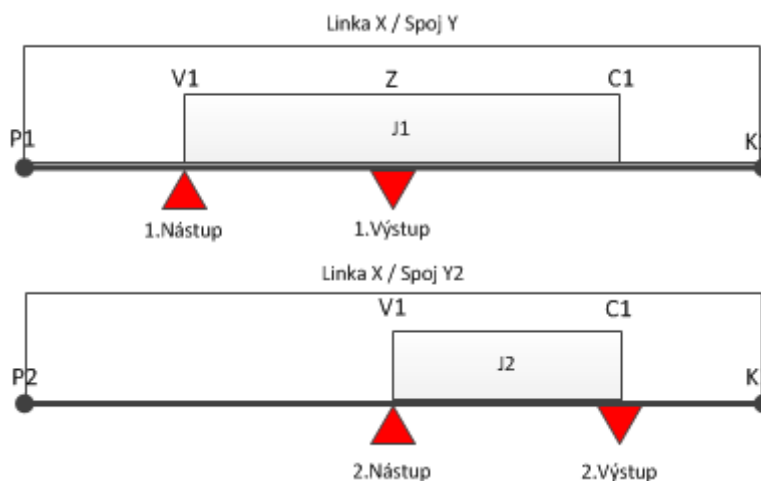 Linka X / Spoj Y
V1 Z C1
J1
P1 K
1.Nástup 1.Výstup
Linka X / Spoj Y2
V1 C1
J2
P2 K
2.Nástup 2.Výstup